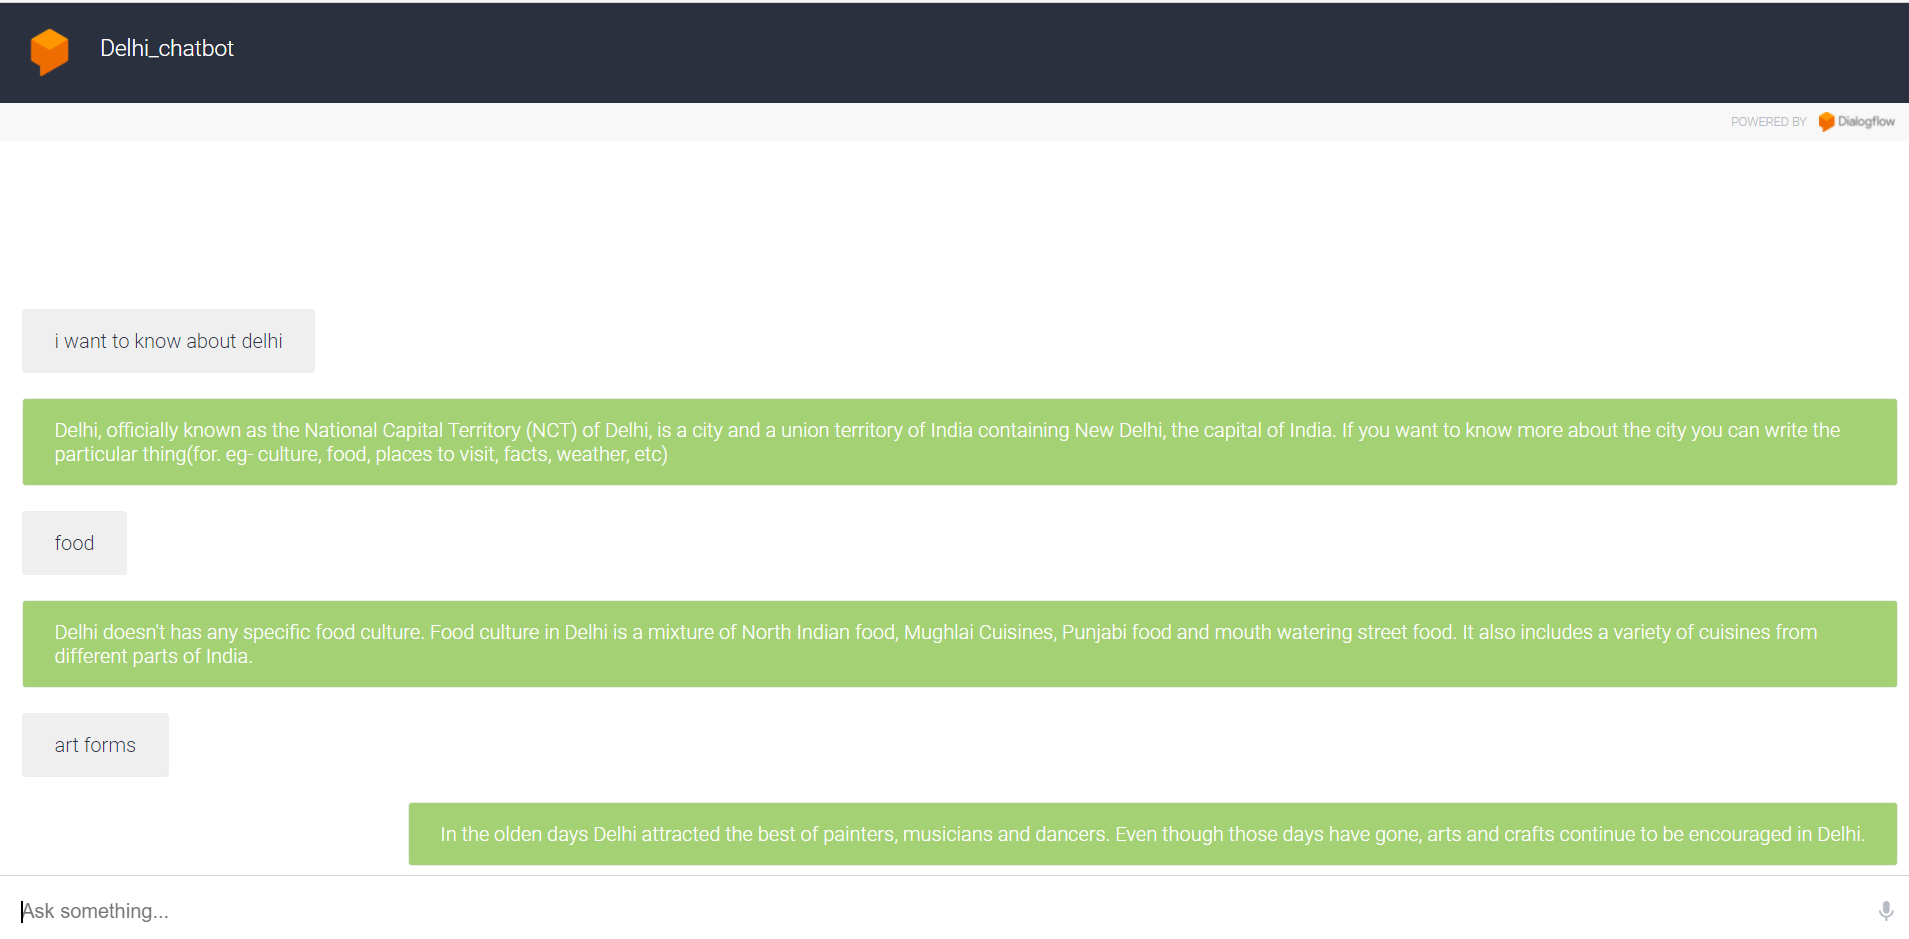 Delhi_chatbot
POWERED BY Dialogflow
i want to know about delhi
Delhi, officially known as the National Capital Territory (NCT) of Delhi, is a city and a union territory of India containing New Delhi, the capital of India. If you want to know more about the city you can write the
particular thing(for. eg- culture, food, places to visit, facts, weather, etc)
food
Delhi doesn't has any specific food culture. Food culture in Delhi is a mixture of North Indian food, Mughlai Cuisines, Punjabi food and mouth watering street food. It also includes a variety of cuisines from
different parts of India.
art forms
In the olden days Delhi attracted the best of painters, musicians and dancers. Even though those days have gone, arts and crafts continue to be encouraged in Delhi.
Ask something...